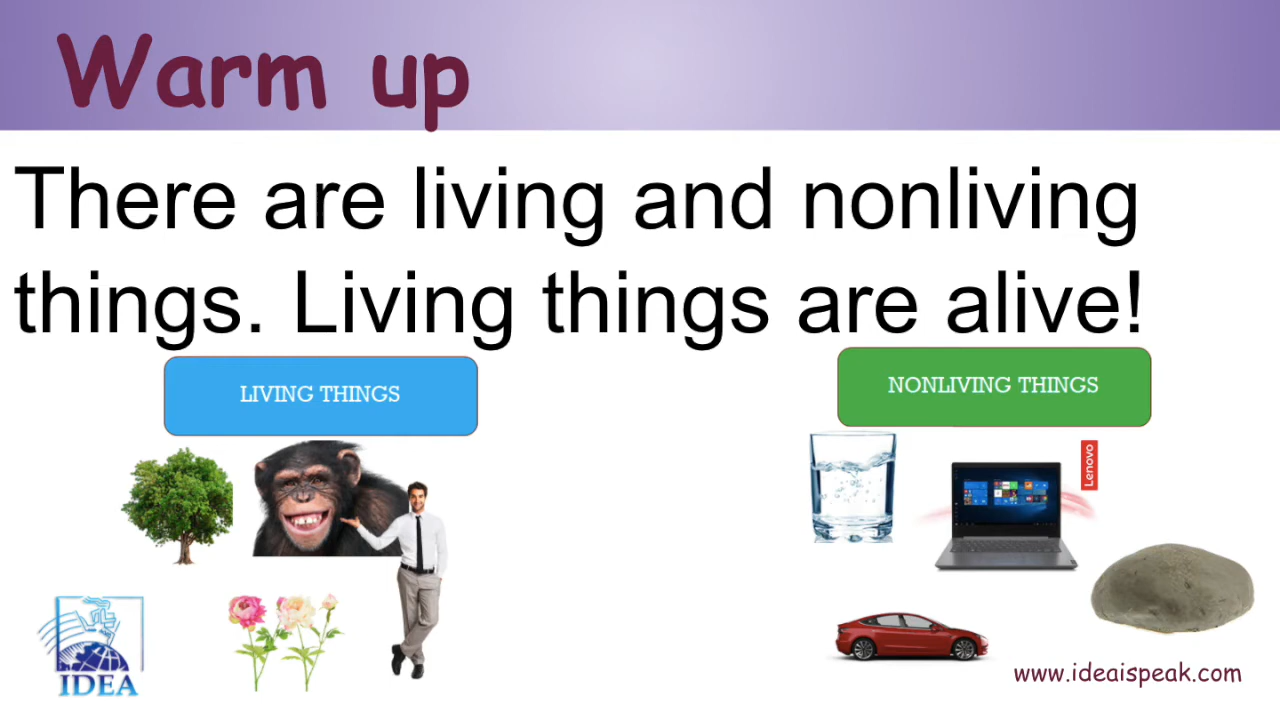 Warm up
There are living and nonliving
things. Living things are alive!
LIVING THINGS
NONLIVING THINGS
Lenovo
IDEA
www.ideaispeak.com